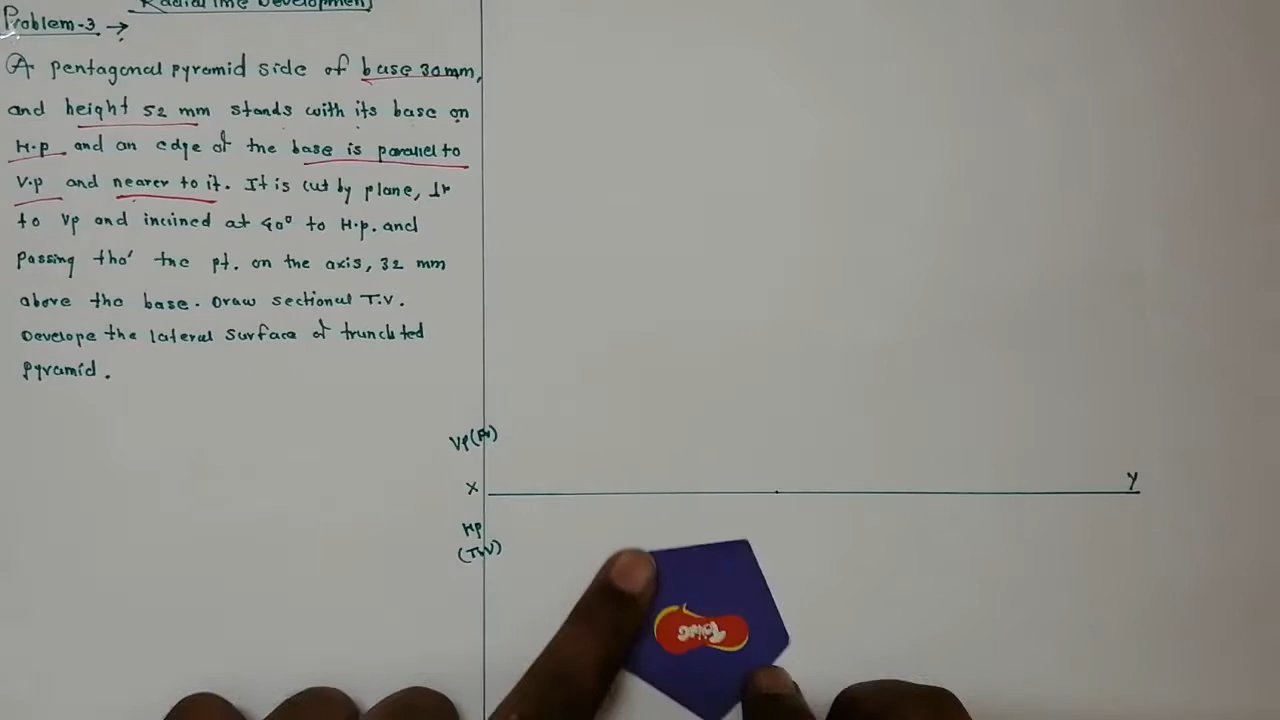 Radial line Development
Problem-3 →
A pentagonal pyramid side of base 30mm,
and height 52 mm stands with its base on
H.p and an edge of the base is parallel to
V.p and nearer to it. It is cut by plane, ⊥r
to Vp and inclined at 40° to H.p. and
passing tho' the pt. on the axis, 32 mm
above the base. Draw sectional T.V.
Develope the lateral surface of truncated
pyramid.
Vp(Fv)
X
Y
Hp
(Tv)